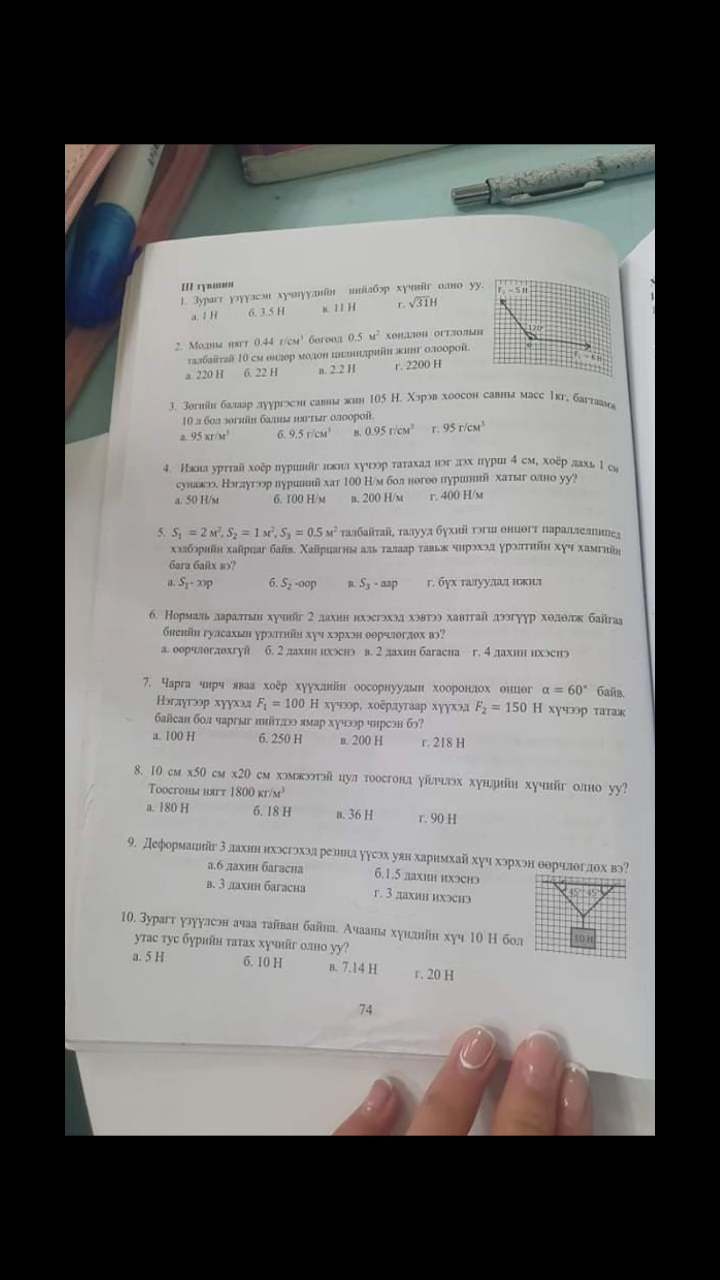 III түвшин
1. Зурагт үзүүлсэн хүчнүүдийн нийлбэр хүчийг олно уу.
а. 1 Н б. 3.5 Н в. 11 Н г. √31Н
F₂ = 5 Н
120°
F₁ = 6 Н
2. Модны нягт 0.44 г/см³ бөгөөд 0.5 м² хөндлөн огтлолын
талбайтай 10 см өндөр модон цилиндрийн жинг олоорой.
а. 220 Н б. 22 Н в. 2.2 Н г. 2200 Н
3. Зөгийн балаар дүүргэсэн савны жин 105 Н. Хэрэв хоосон савны масс 1кг, багтаамж
10 л бол зөгийн балны нягтыг олоорой.
а. 95 кг/м³ б. 9.5 г/см³ в. 0.95 г/см³ г. 95 г/см³
4. Ижил урттай хоёр пүршийг ижил хүчээр татахад нэг дэх пүрш 4 см, хоёр дахь 1 см
сунажээ. Нэгдүгээр пүршний хат 100 Н/м бол нөгөө пүршний хатыг олно уу?
а. 50 Н/м б. 100 Н/м в. 200 Н/м г. 400 Н/м
5. S₁ = 2 м², S₂ = 1 м², S₃ = 0.5 м² талбайтай, талууд бүхий тэгш өнцөгт параллелпипед
хэлбэрийн хайрцаг байв. Хайрцагны аль талаар тавьж чирэхэд үрэлтийн хүч хамгийн
бага байх вэ?
а. S₁- ээр б. S₂ -оор в. S₃ - аар г. бүх талуудад ижил
6. Нормаль даралтын хүчийг 2 дахин ихэсгэхэд хэвтээ хавтгай дээгүүр хөдөлж байгаа
биеийн гулсахын үрэлтийн хүч хэрхэн өөрчлөгдөх вэ?
а. өөрчлөгдөхгүй б. 2 дахин ихэснэ в. 2 дахин багасна г. 4 дахин ихэснэ
7. Чарга чирч яваа хоёр хүүхдийн оосорнуудын хоорондох өнцөг α = 60° байв.
Нэгдүгээр хүүхэд F₁ = 100 Н хүчээр, хоёрдугаар хүүхэд F₂ = 150 Н хүчээр татаж
байсан бол чаргыг нийтдээ ямар хүчээр чирсэн бэ?
а. 100 Н б. 250 Н в. 200 Н г. 218 Н
8. 10 см х50 см х20 см хэмжээтэй цул тоосгонд үйлчлэх хүндийн хүчийг олно уу?
Тоосгоны нягт 1800 кг/м³
а. 180 Н б. 18 Н в. 36 Н г. 90 Н
9. Деформацийг 3 дахин ихэсгэхэд резинд үүсэх уян харимхай хүч хэрхэн өөрчлөгдөх вэ?
а.6 дахин багасна б.1.5 дахин ихэснэ
в. 3 дахин багасна г. 3 дахин ихэснэ
45° 45°
10 Н
10. Зурагт үзүүлсэн ачаа тайван байна. Ачааны хүндийн хүч 10 Н бол
утас тус бүрийн татах хүчийг олно уу?
а. 5 Н б. 10 Н в. 7.14 Н г. 20 Н
74